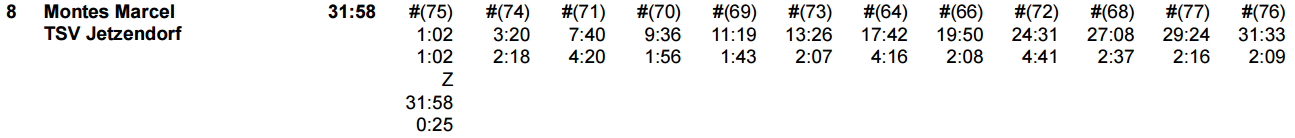 8 Montes Marcel 31:58 #(75) #(74) #(71) #(70) #(69) #(73) #(64) #(66) #(72) #(68) #(77) #(76)
TSV Jetzendorf 1:02 3:20 7:40 9:36 11:19 13:26 17:42 19:50 24:31 27:08 29:24 31:33
1:02 2:18 4:20 1:56 1:43 2:07 4:16 2:08 4:41 2:37 2:16 2:09
Z
31:58
0:25